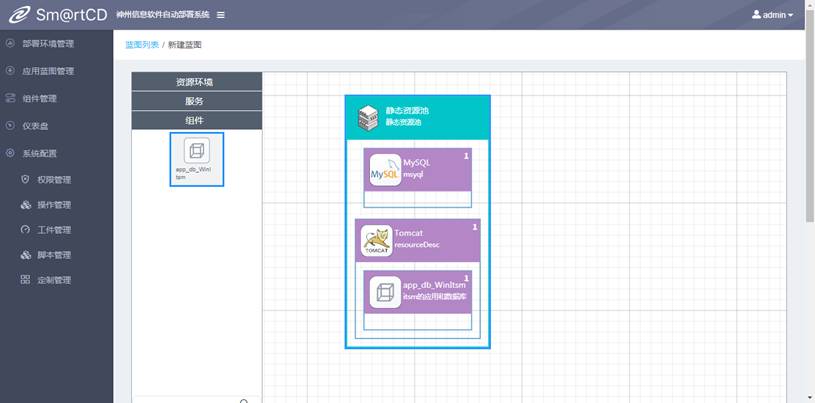 Sm@rtCD 神州信息软件自动部署系统 admin
部署环境管理
应用蓝图管理
组件管理
仪表盘
系统配置
权限管理
操作管理
工件管理
脚本管理
定制管理
蓝图列表 / 新建蓝图
资源环境
服务
组件
app_db_WinI
tsm
静态资源池
静态资源池
MySQL 1
MySQL
msyql
Tomcat 1
TOMCAT
resourceDesc
app_db_WinItsm 1
itsm的应用和数据库